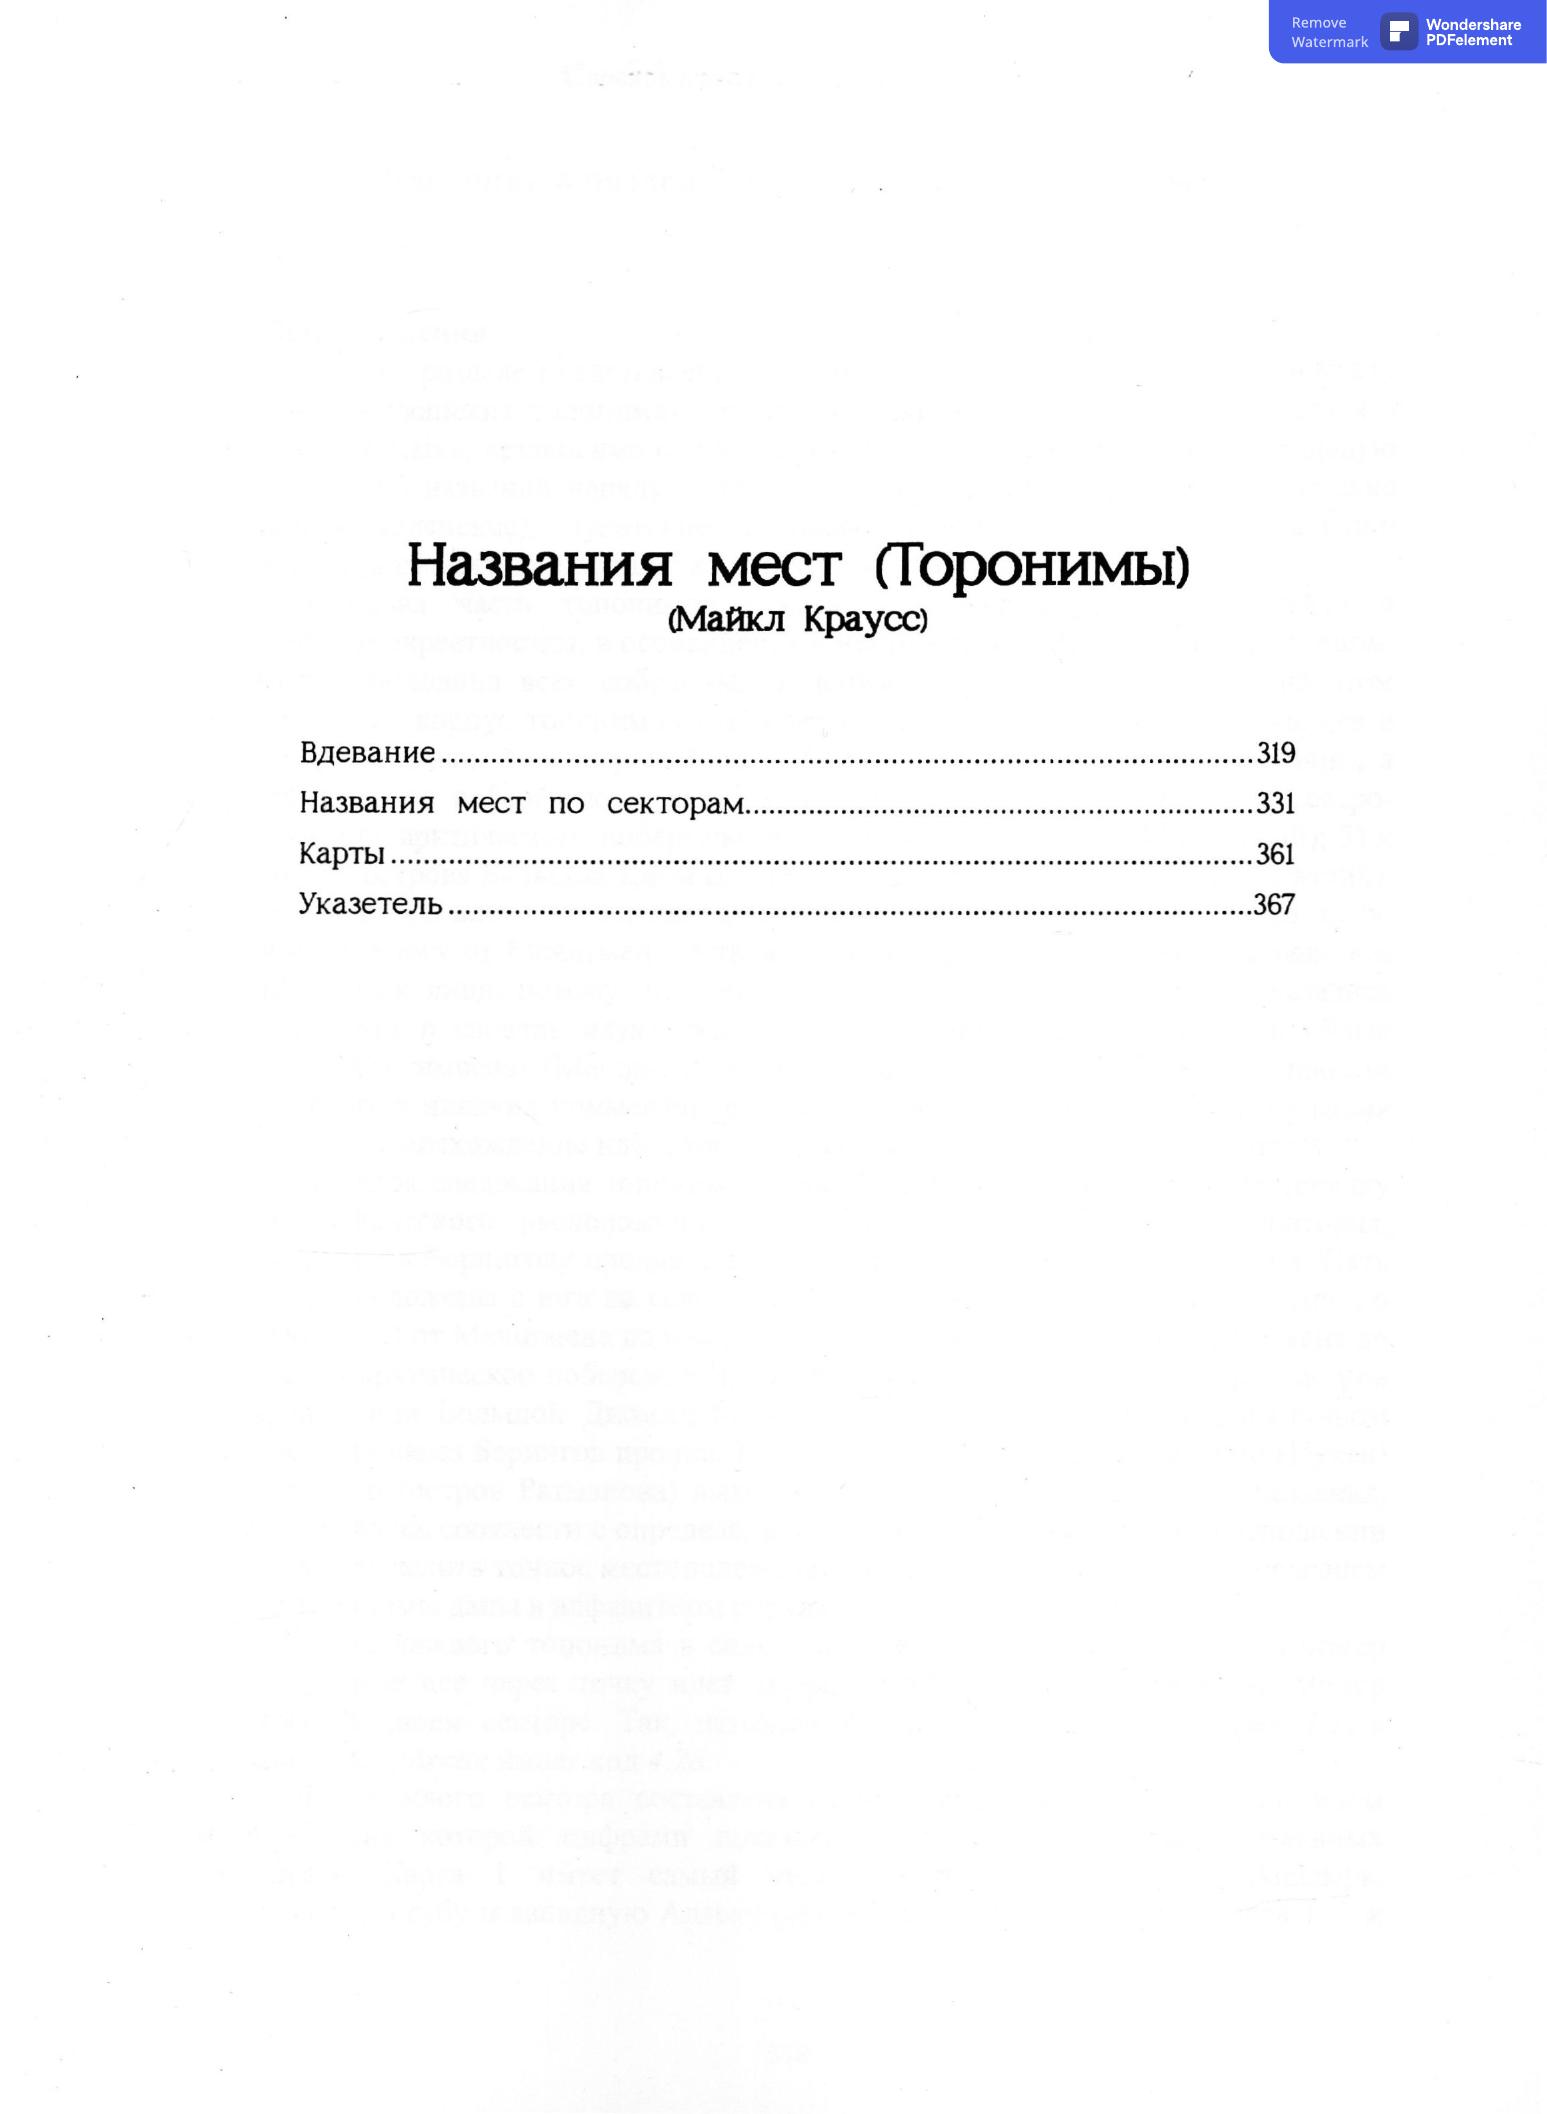 Remove
Watermark
Wondershare
PDFelement
Названия мест (Торонимы)
(Майкл Краусс)
Вдевание.....319
Названия мест по секторам.....331
Карты.....361
Указетель.....367